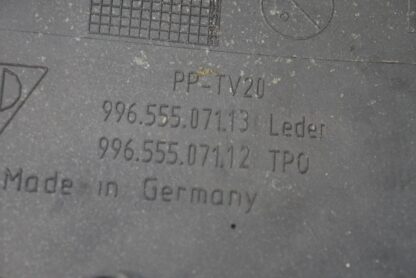 PP-TV20
996.555.071.13 Leder
D
996.555.071.12 TPO
Made in Germany